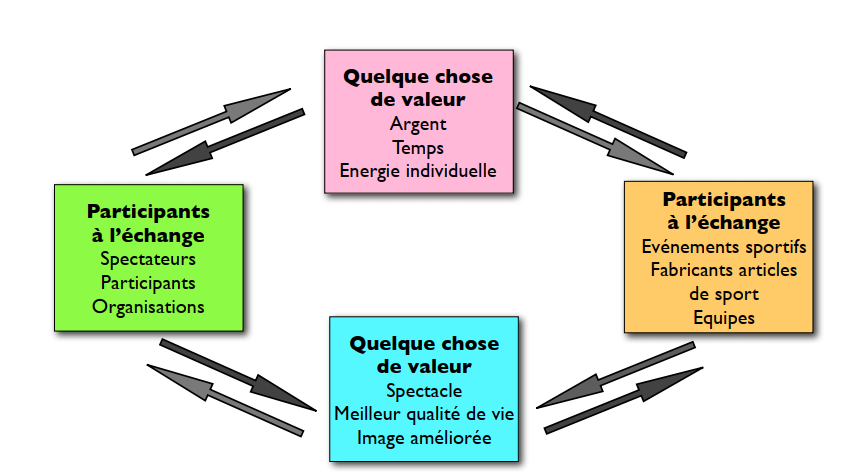 Quelque chose
de valeur
Argent
Temps
Energie individuelle
Participants
à l'échange
Spectateurs
Participants
Organisations
Participants
à l'échange
Evénements sportifs
Fabricants articles
de sport
Equipes
Quelque chose
de valeur
Spectacle
Meilleur qualité de vie
Image améliorée